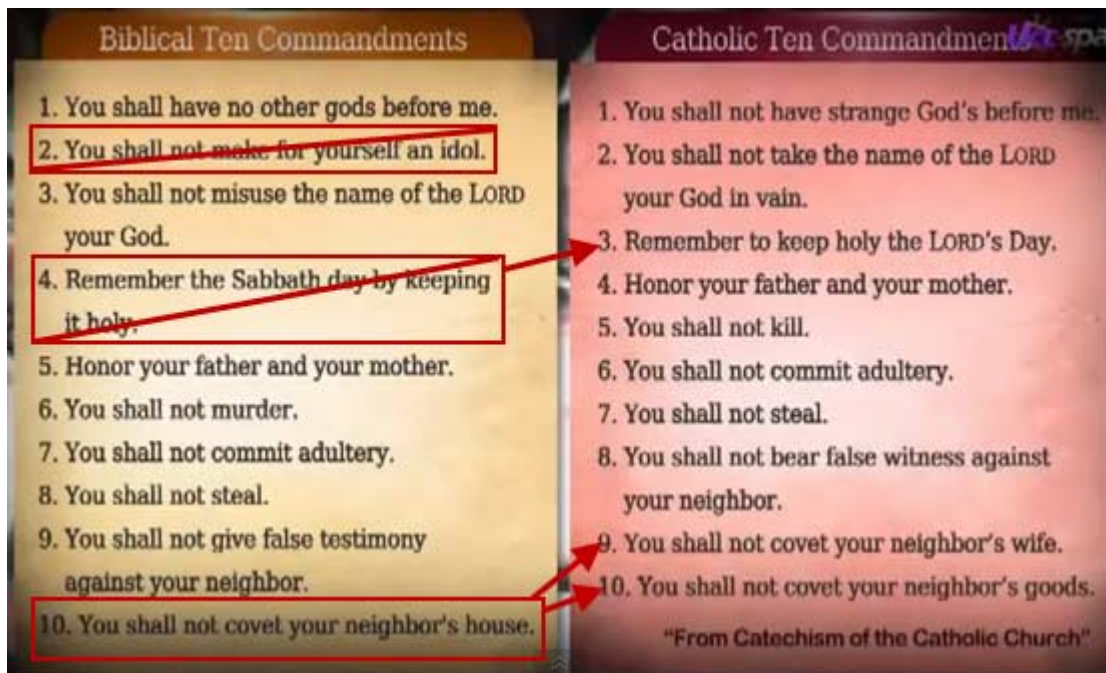 Biblical Ten Commandments
1. You shall have no other gods before me.
2. You shall not make for yourself an idol.
3. You shall not misuse the name of the LORD
your God.
4. Remember the Sabbath day by keeping
it holy.
5. Honor your father and your mother.
6. You shall not murder.
7. You shall not commit adultery.
8. You shall not steal.
9. You shall not give false testimony
against your neighbor.
10. You shall not covet your neighbor's house.
Catholic Ten Commandments
1. You shall not have strange God's before me.
2. You shall not take the name of the LORD
your God in vain.
3. Remember to keep holy the LORD's Day.
4. Honor your father and your mother.
5. You shall not kill.
6. You shall not commit adultery.
7. You shall not steal.
8. You shall not bear false witness against
your neighbor.
9. You shall not covet your neighbor's wife.
10. You shall not covet your neighbor's goods.
"From Catechism of the Catholic Church"